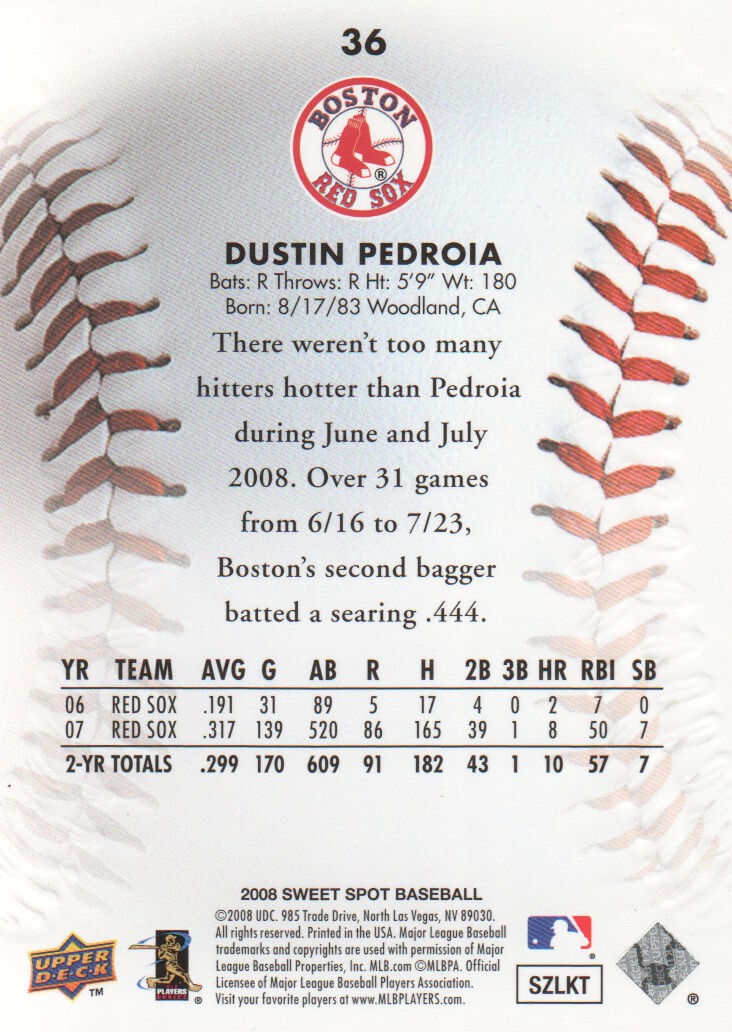 36
BOSTON
RED SOX
®
DUSTIN PEDROIA
Bats: R Throws: R Ht: 5'9" Wt: 180
Born: 8/17/83 Woodland, CA
There weren't too many
hitters hotter than Pedroia
during June and July
2008. Over 31 games
from 6/16 to 7/23,
Boston's second bagger
batted a searing .444.
YR TEAM AVG G AB R H 2B 3B HR RBI SB
06 RED SOX .191 31 89 5 17 4 0 2 7 0
07 RED SOX .317 139 520 86 165 39 1 8 50 7
2-YR TOTALS .299 170 609 91 182 43 1 10 57 7
2008 SWEET SPOT BASEBALL
©2008 UDC. 985 Trade Drive, North Las Vegas, NV 89030.
All rights reserved. Printed in the USA. Major League Baseball
trademarks and copyrights are used with permission of Major
League Baseball Properties, Inc. MLB.com ©MLBPA. Official
Licensee of Major League Baseball Players Association.
Visit your favorite players at www.MLBPLAYERS.com.
UPPER
D·E·C·K
TM
PLAYERS
CHOICE
®
®
SZLKT
®